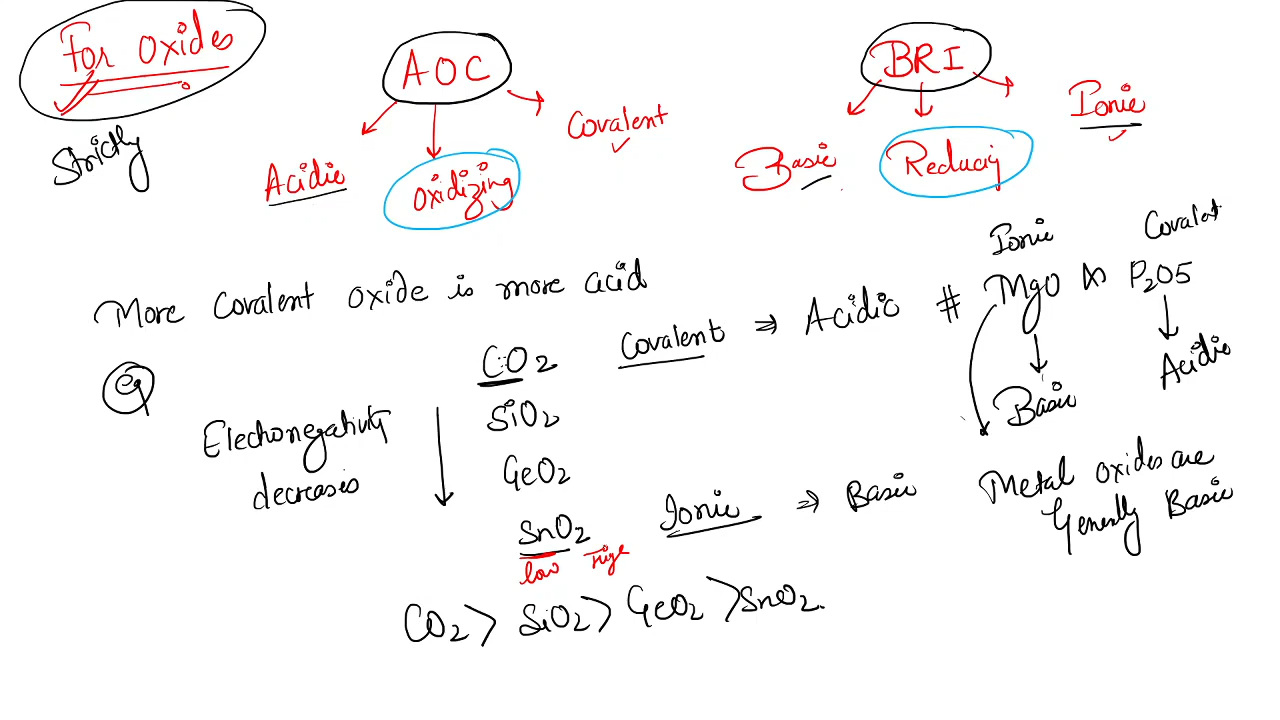 For Oxides
Strictly
AOC
Acidic
Oxidizing
Covalent
BRI
Basic
Reducing
Ionic
More Covalent oxide is more acid
eg
Electronegativity
decreases
CO2
SiO2
GeO2
SnO2
low
Covalent ⇒ Acidic
Ionic ⇒ Basic
CO2 > SiO2 > GeO2 > SnO2.
Ionic Covalent
# MgO P2O5
Basic
Acidic
Metal oxides are
Generally Basic